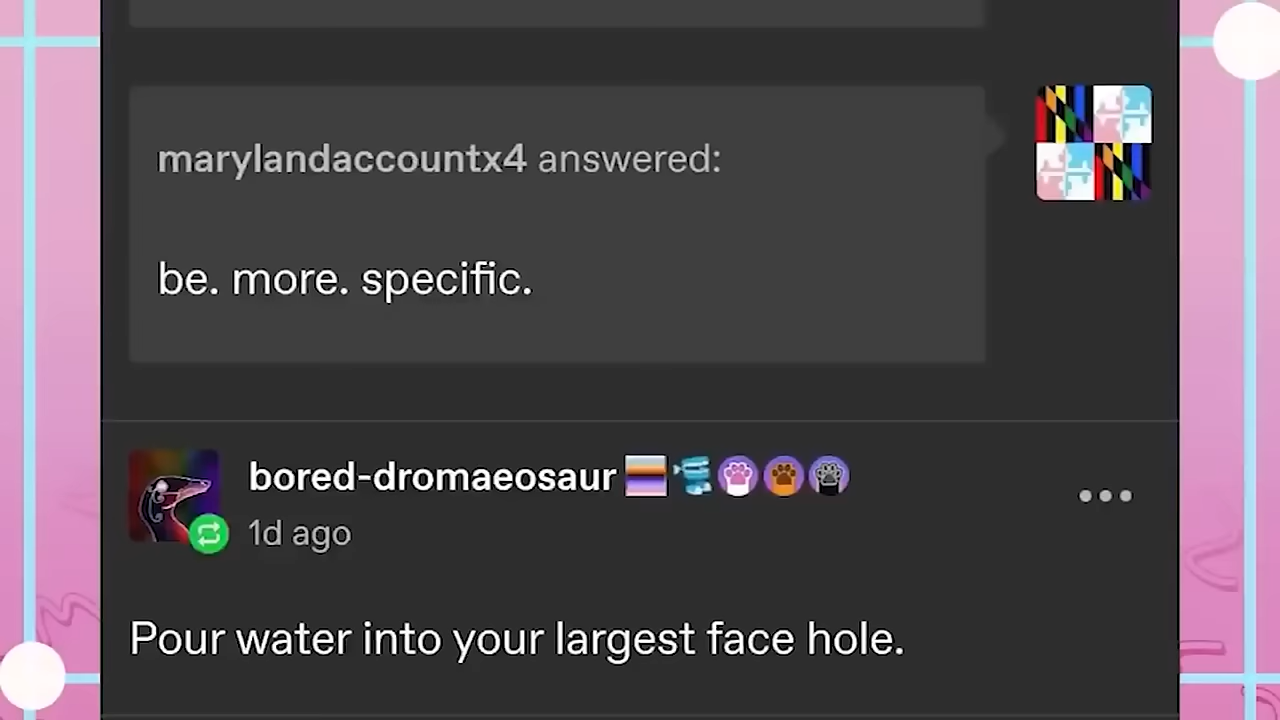 marylandaccountx4 answered:
be. more. specific.
bored-dromaeosaur
1d ago
Pour water into your largest face hole.